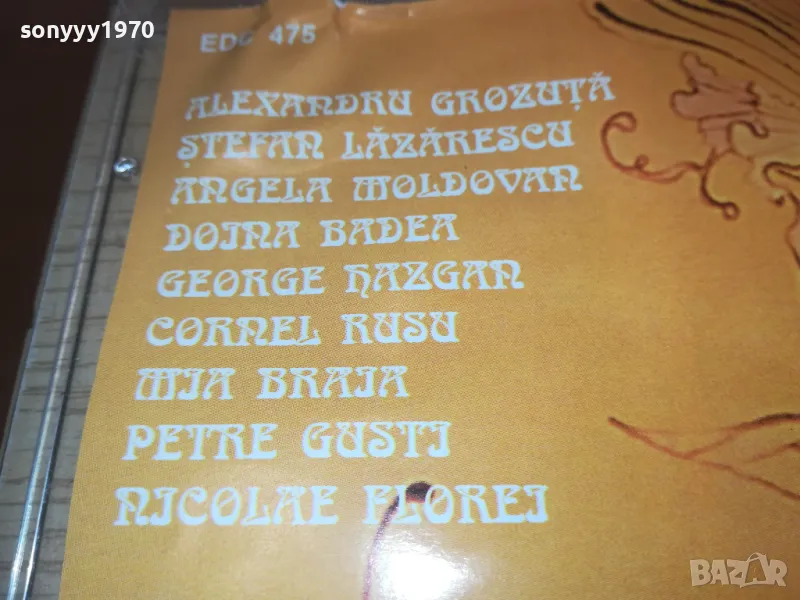 sonyyy1970
EDC 475
ALEXANDRU GROZUȚĂ
ȘTEFAN LĂZĂRESCU
ANGELA MOLDOVAN
DOINA BADEA
GEORGE HAZGAN
CORNEL RUSU
MIA BRAIA
PETRE GUSTI
NICOLAE FLOREI
BAZAR